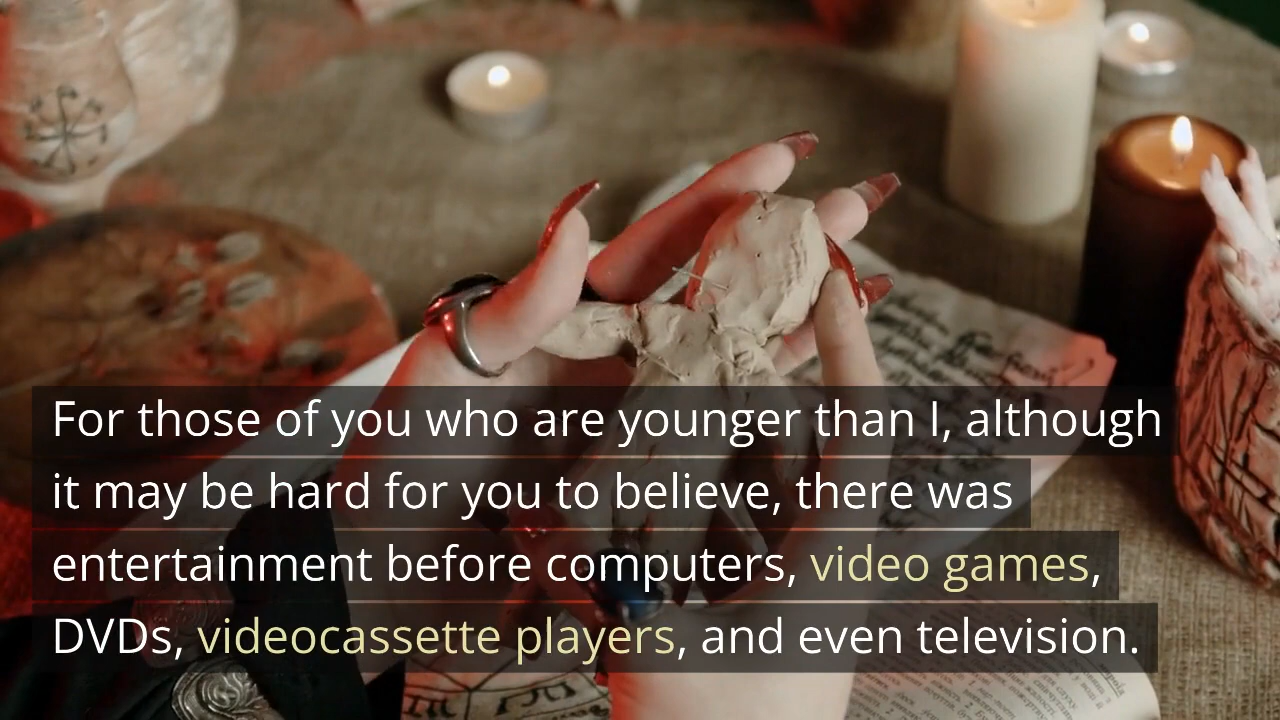 For those of you who are younger than I, although
it may be hard for you to believe, there was
entertainment before computers, video games,
DVDs, videocassette players, and even television.